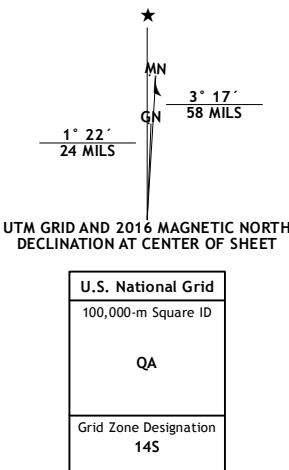 ★
MN
GN
3° 17´
58 MILS
1° 22´
24 MILS
UTM GRID AND 2016 MAGNETIC NORTH
DECLINATION AT CENTER OF SHEET
U.S. National Grid
100,000-m Square ID
QA
Grid Zone Designation
14S